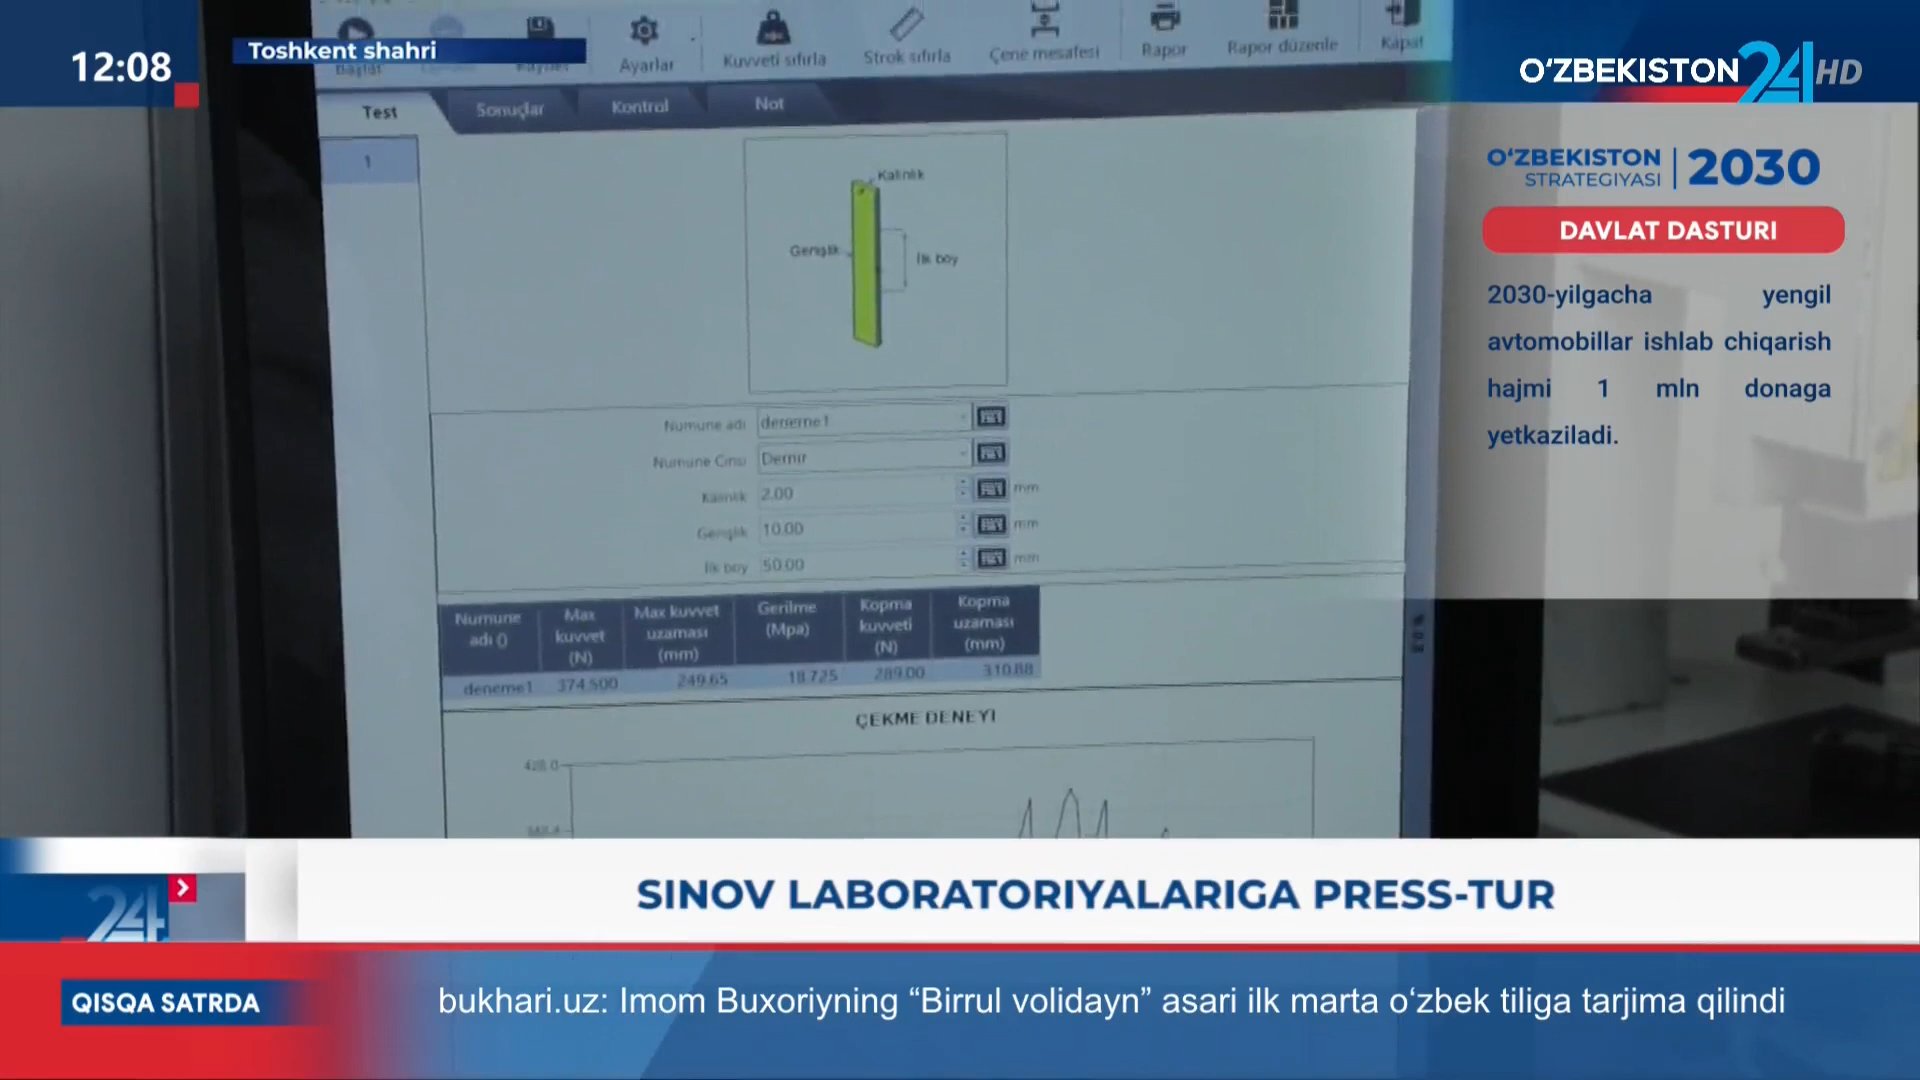 12:08
Toshkent shahri
O‘ZBEKISTON 24 HD
Başlat
Kaydet
Ayarlar
Kuvveti sıfırla
Strok sıfırla
Çene mesafesi
Rapor
Rapor düzenle
Kapat
Test
Sonuçlar
Kontrol
Not
1
Kalınlık
Genişlik
İlk boy
Numune adı deneme1
Numune Cinsi Demir
Kalınlık 2.00 mm
Genişlik 10.00 mm
İlk boy 50.00 mm
Numune adı () Max kuvvet (N) Max kuvvet uzaması (mm) Gerilme (Mpa) Kopma kuvveti (N) Kopma uzaması (mm)
deneme1 374.500 249.65 18.725 289.00 310.88
ÇEKME DENEYİ
428.0
O‘ZBEKISTON
STRATEGIYASI
2030
DAVLAT DASTURI
2030-yilgacha yengil
avtomobillar ishlab chiqarish
hajmi 1 mln donaga
yetkaziladi.
24
SINOV LABORATORIYALARIGA PRESS-TUR
QISQA SATRDA
bukhari.uz: Imom Buxoriyning “Birrul volidayn” asari ilk marta o‘zbek tiliga tarjima qilindi